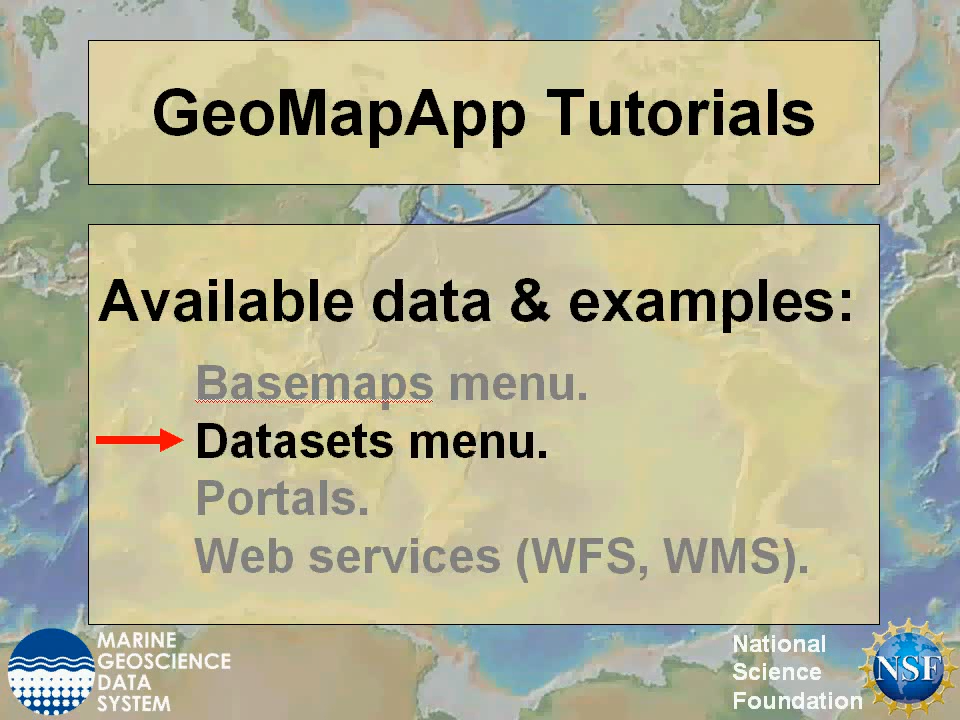 GeoMapApp Tutorials
Available data & examples:
Basemaps menu.
Datasets menu.
Portals.
Web services (WFS, WMS).
MARINE
GEOSCIENCE
DATA
SYSTEM
National
Science
Foundation
NSF